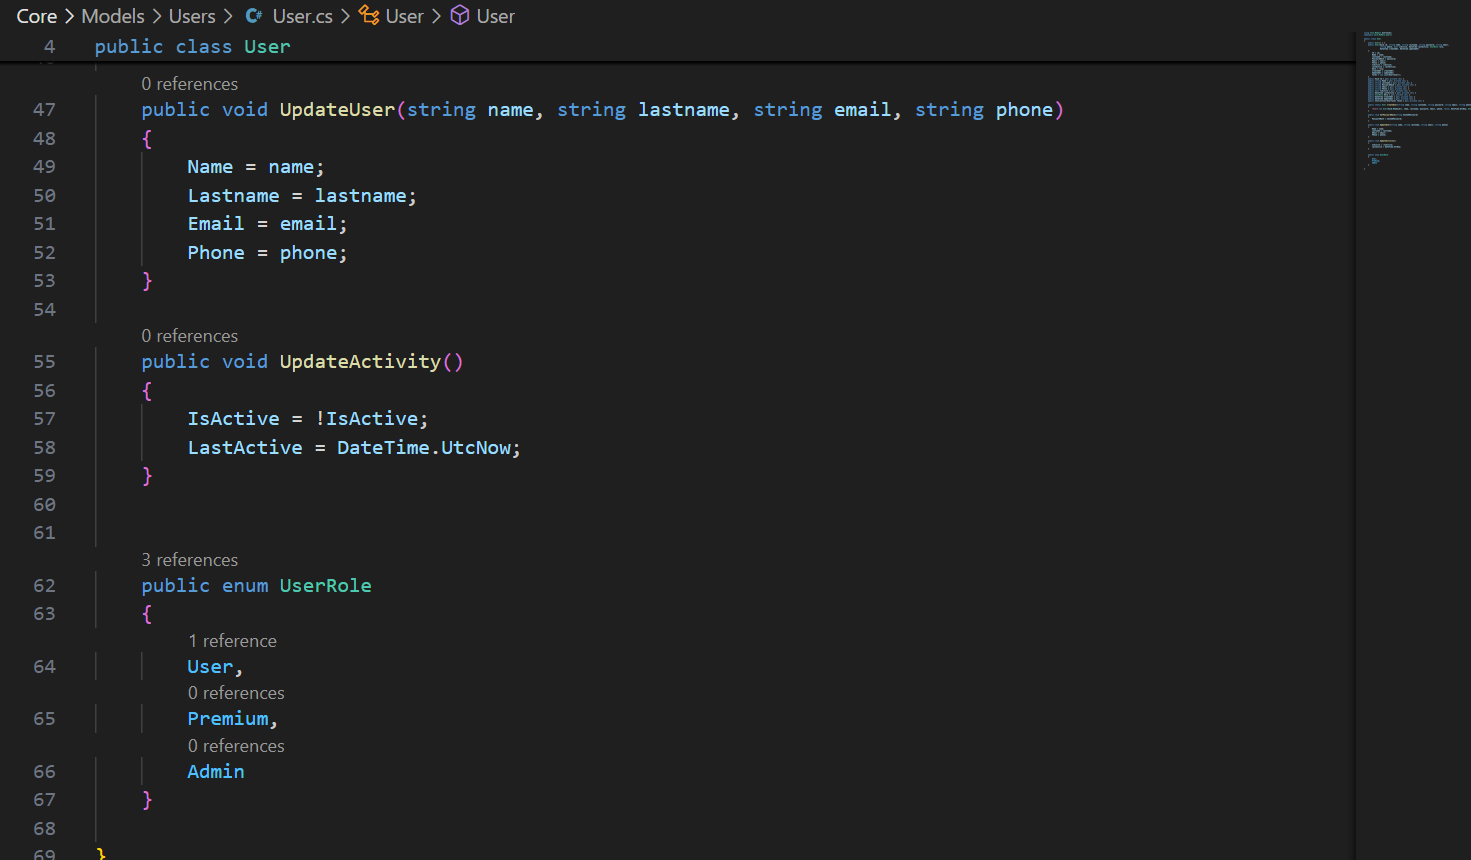 Core > Models > Users > C# User.cs > User > User
4 public class User
0 references
47 public void UpdateUser(string name, string lastname, string email, string phone)
48 {
49 Name = name;
50 Lastname = lastname;
51 Email = email;
52 Phone = phone;
53 }
54
0 references
55 public void UpdateActivity()
56 {
57 IsActive = !IsActive;
58 LastActive = DateTime.UtcNow;
59 }
60
61
3 references
62 public enum UserRole
63 {
1 reference
64 User,
0 references
65 Premium,
0 references
66 Admin
67 }
68
69 }